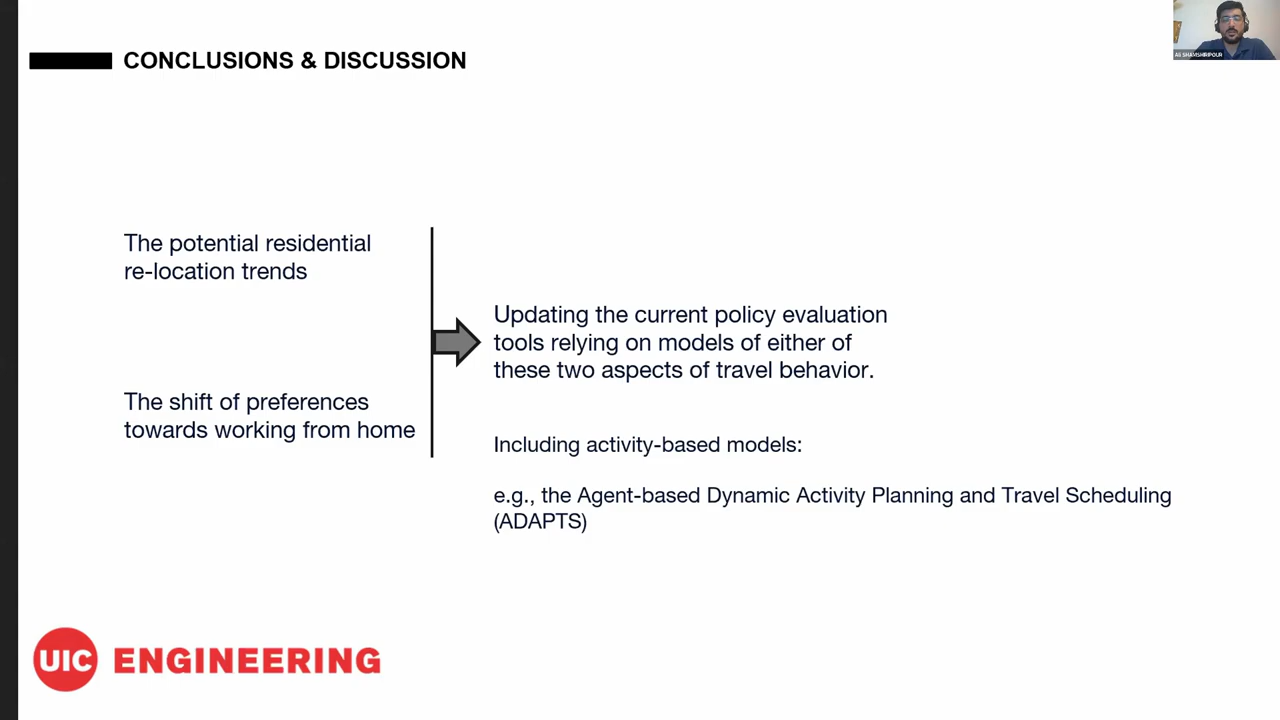 CONCLUSIONS & DISCUSSION
Ali SHAMSHIRIPOUR
The potential residential
re-location trends
The shift of preferences
towards working from home
Updating the current policy evaluation
tools relying on models of either of
these two aspects of travel behavior.
Including activity-based models:
e.g., the Agent-based Dynamic Activity Planning and Travel Scheduling
(ADAPTS)
UIC ENGINEERING